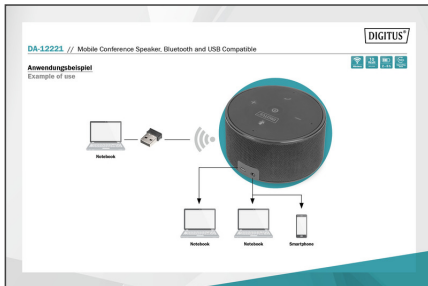 DIGITUS®
DA-12221 // Mobile Conference Speaker, Bluetooth and USB Compatible
Anwendungsbeispiel
Example of use
Notebook
Notebook
Notebook
Smartphone